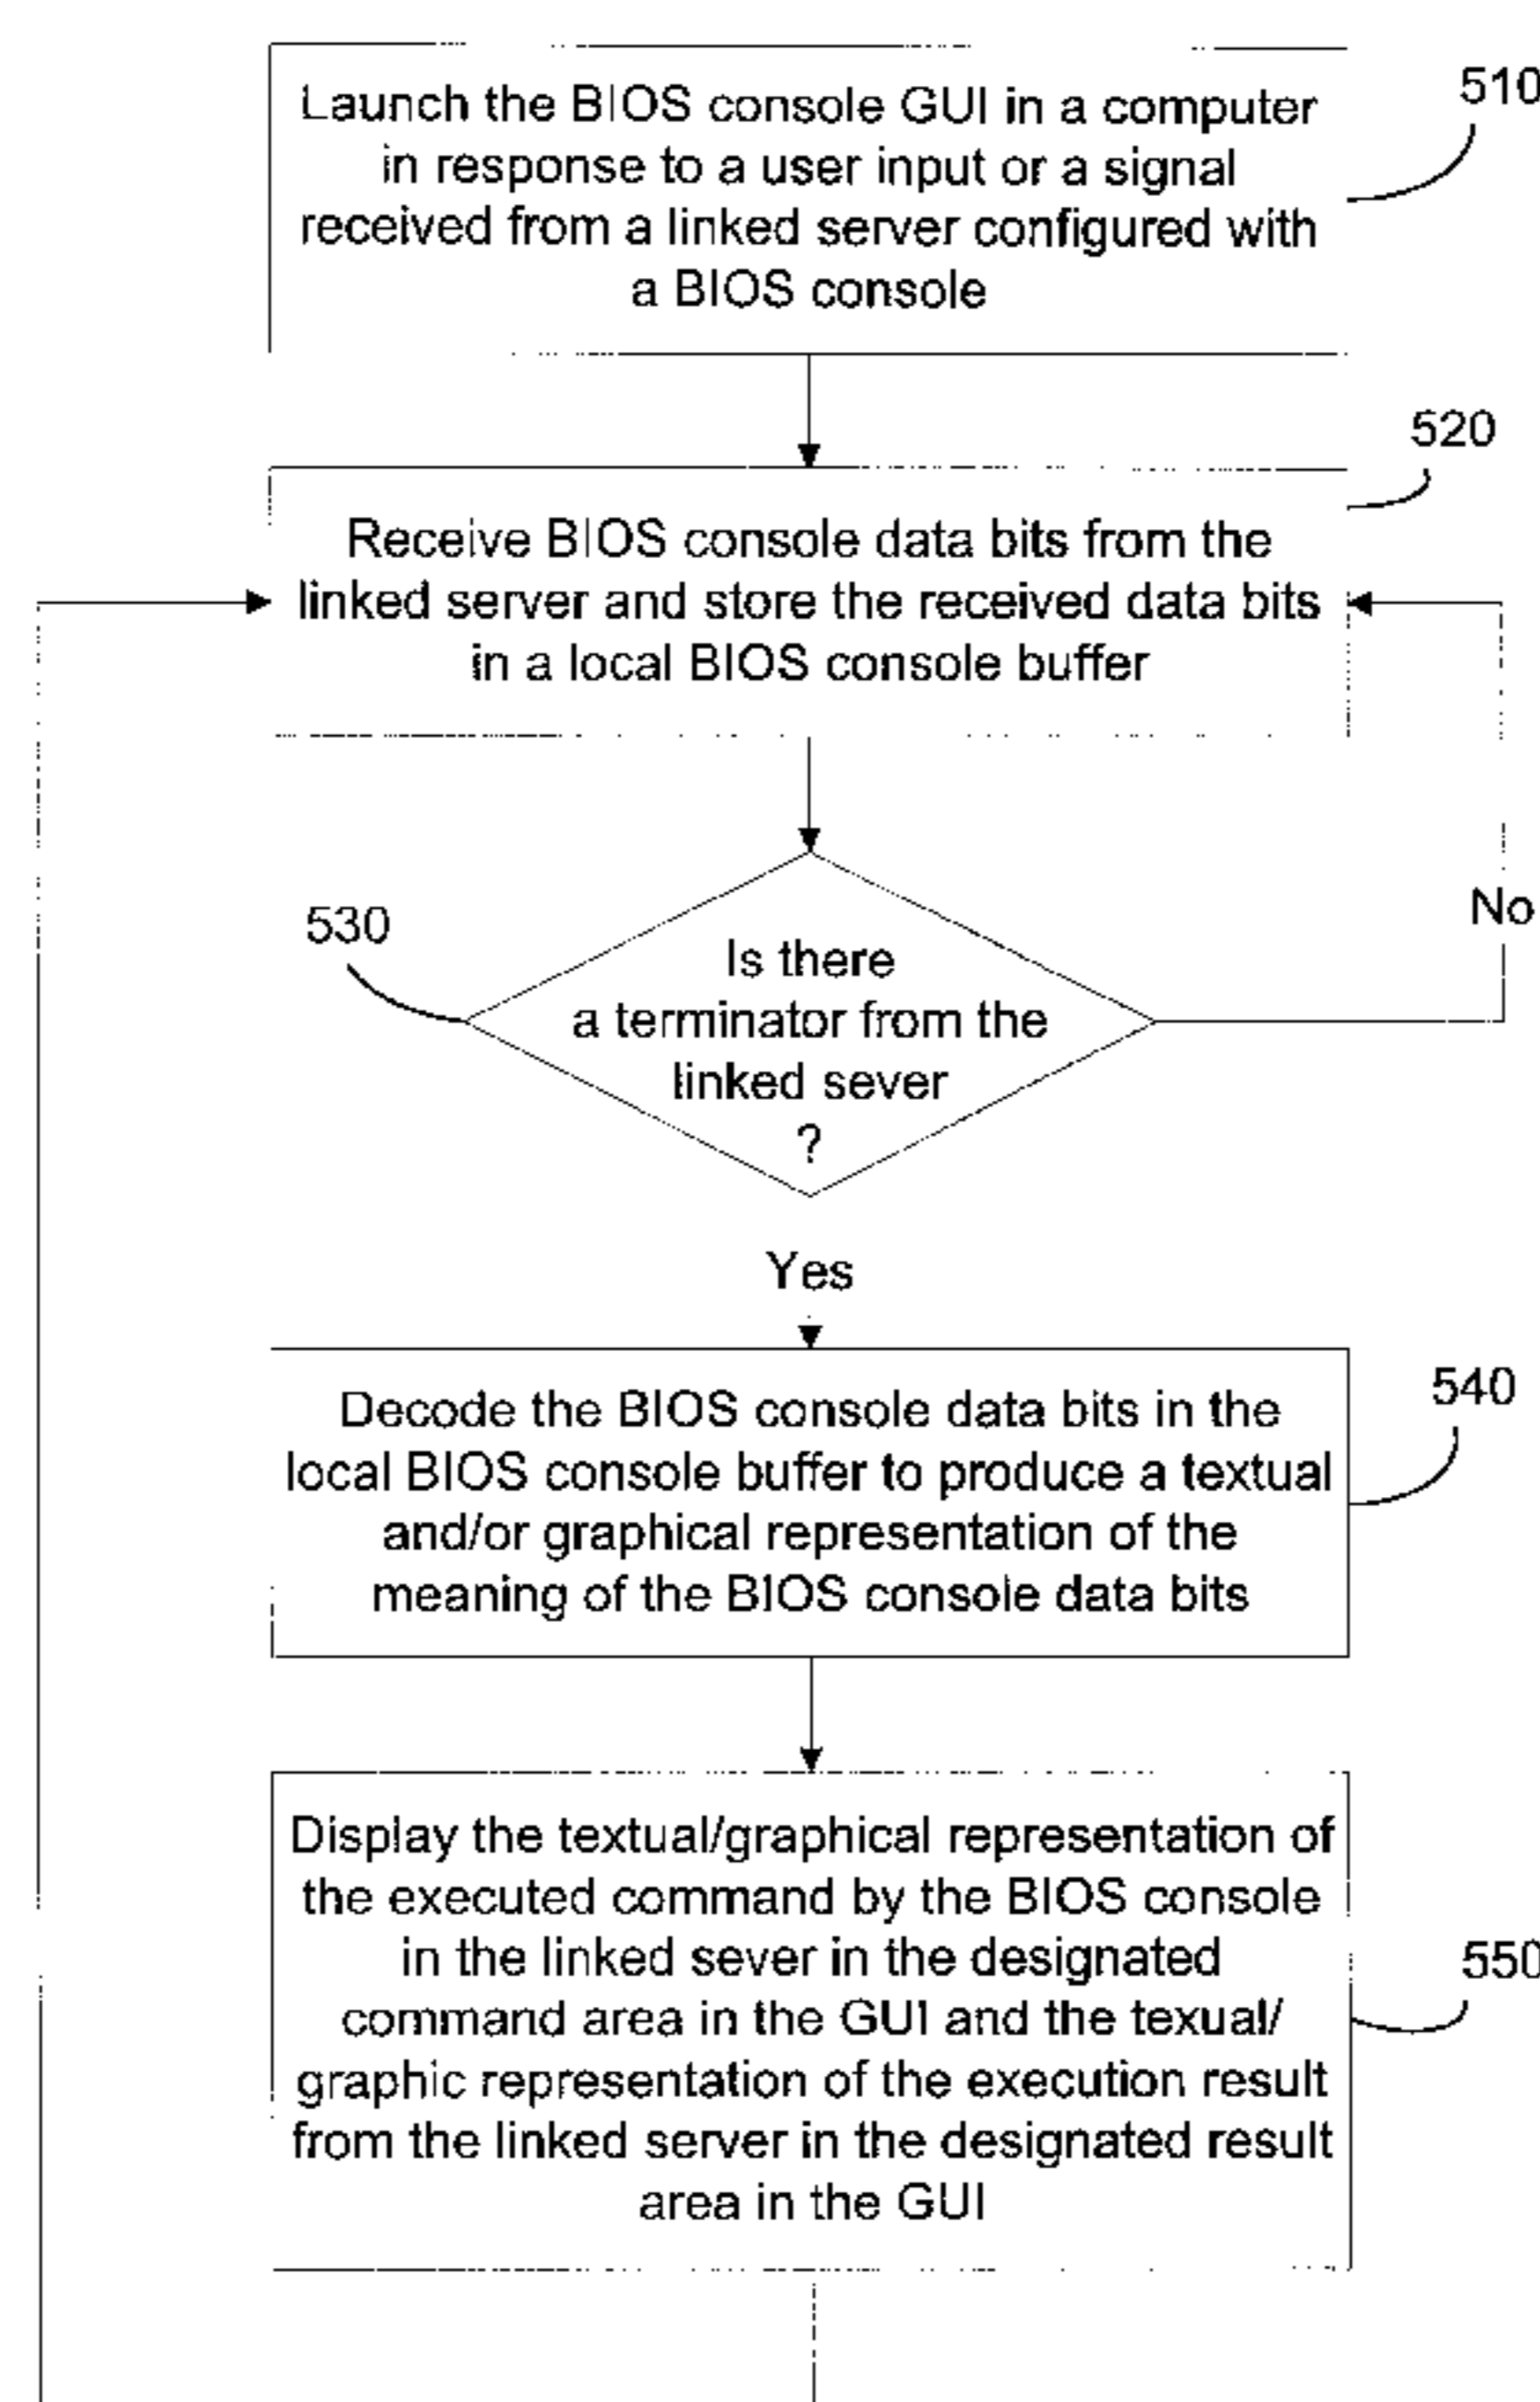 Launch the BIOS console GUI in a computer
in response to a user input or a signal
received from a linked server configured with
a BIOS console
510
520
Receive BIOS console data bits from the
linked server and store the received data bits
in a local BIOS console buffer
530
No
Is there
a terminator from the
linked sever
?
Yes
540
Decode the BIOS console data bits in the
local BIOS console buffer to produce a textual
and/or graphical representation of the
meaning of the BIOS console data bits
Display the textual/graphical representation of
the executed command by the BIOS console
in the linked sever in the designated
command area in the GUI and the texual/
graphic representation of the execution result
from the linked server in the designated result
area in the GUI
550